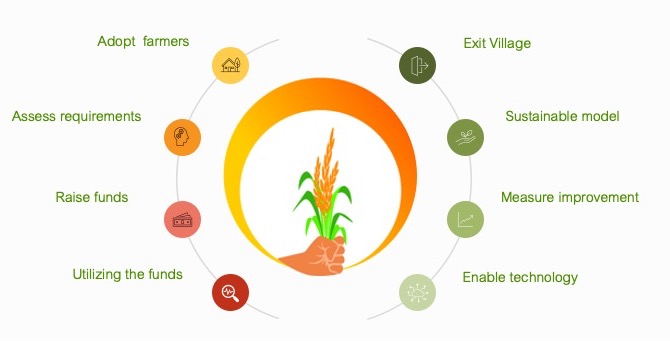 Adopt farmers
Assess requirements
Raise funds
Utilizing the funds
Enable technology
Measure improvement
Sustainable model
Exit Village